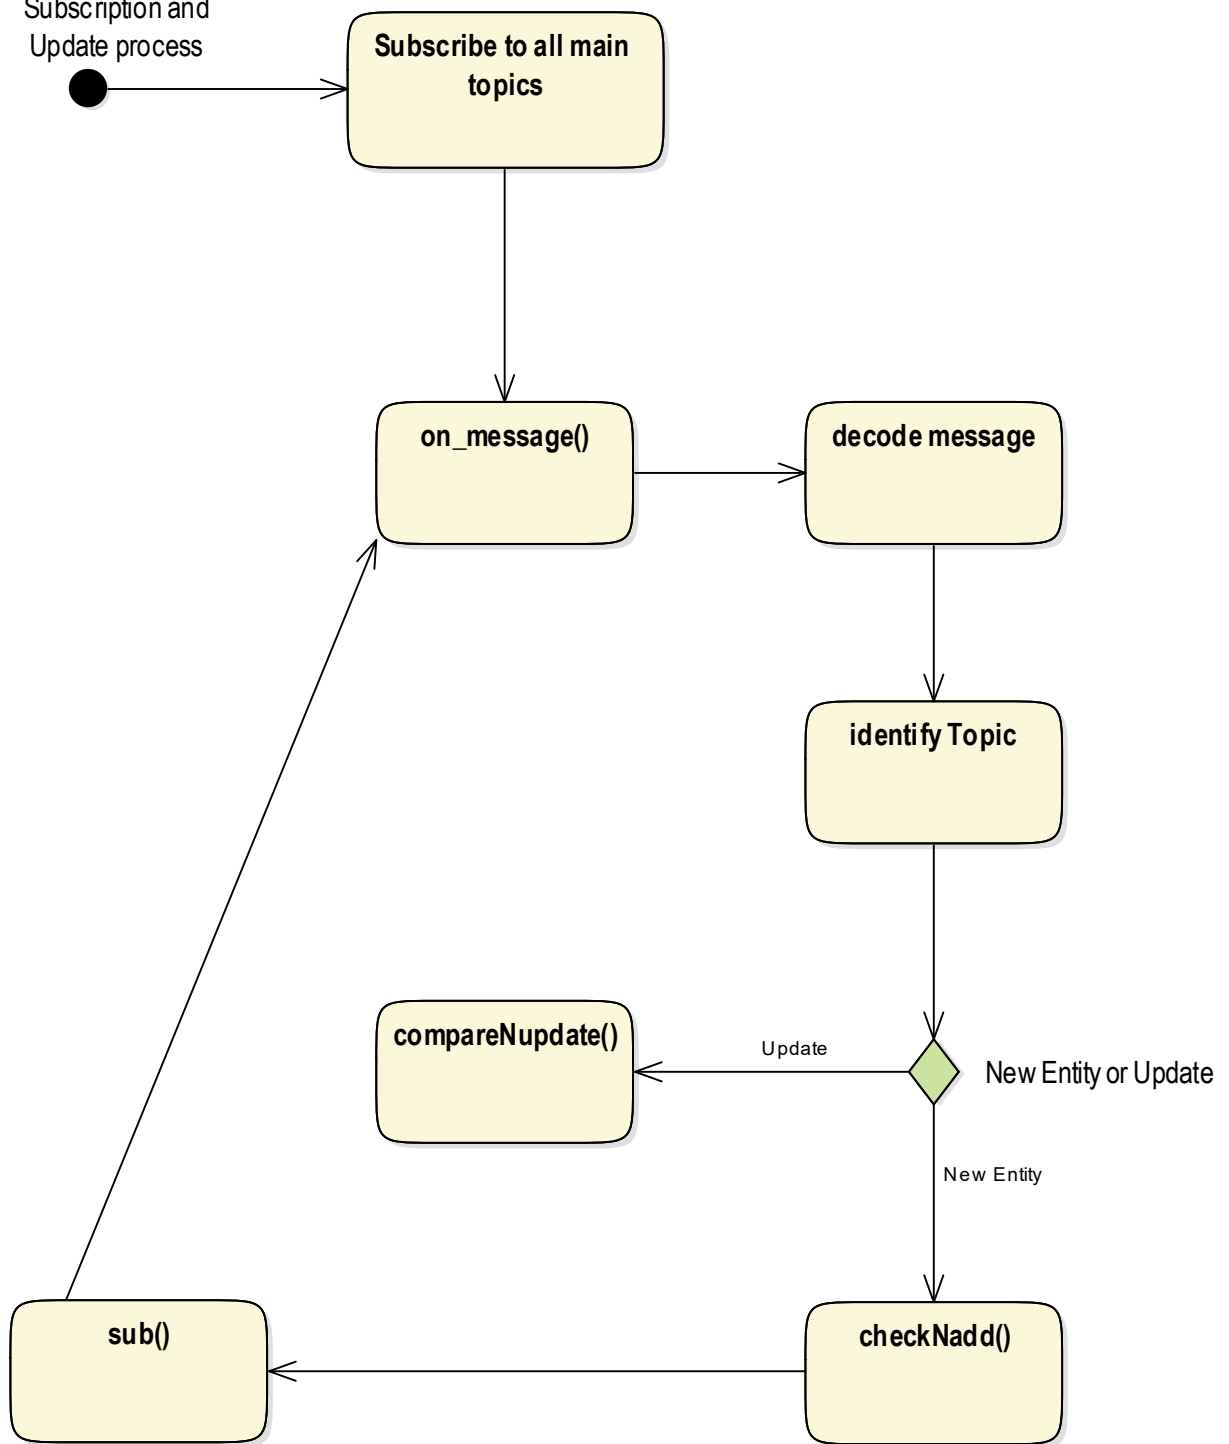 Subscription and
Update process
Subscribe to all main
topics
on_message()
decode message
identify Topic
compareNupdate()
Update
New Entity or Update
New Entity
sub()
checkNadd()